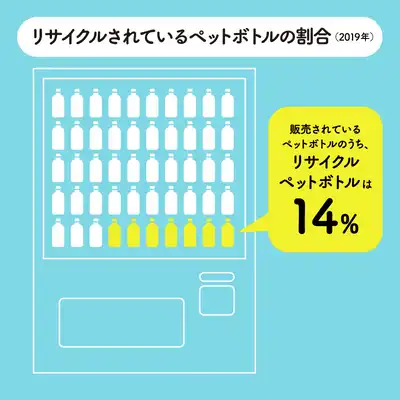 リサイクルされているペットボトルの割合（2019年）
販売されている
ペットボトルのうち、
リサイクル
ペットボトルは
14%